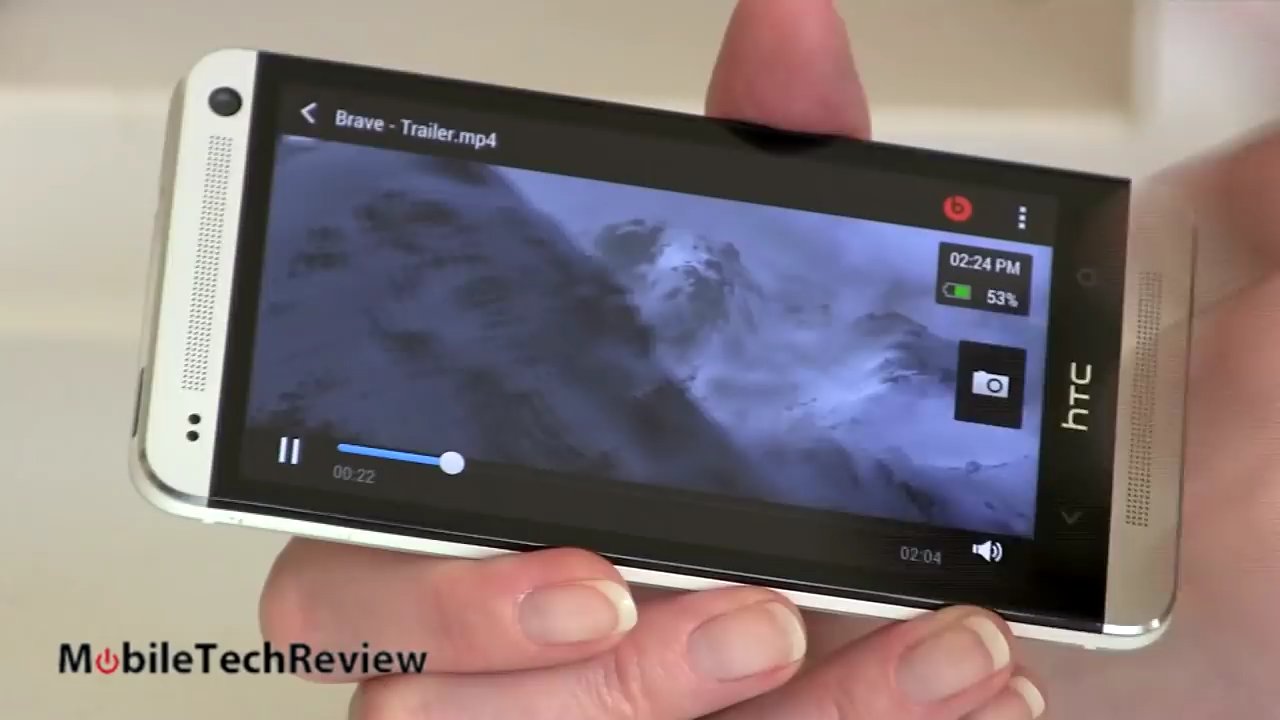 Brave - Trailer.mp4
02:24 PM
53%
hTC
00:22
02:04
MobileTechReview